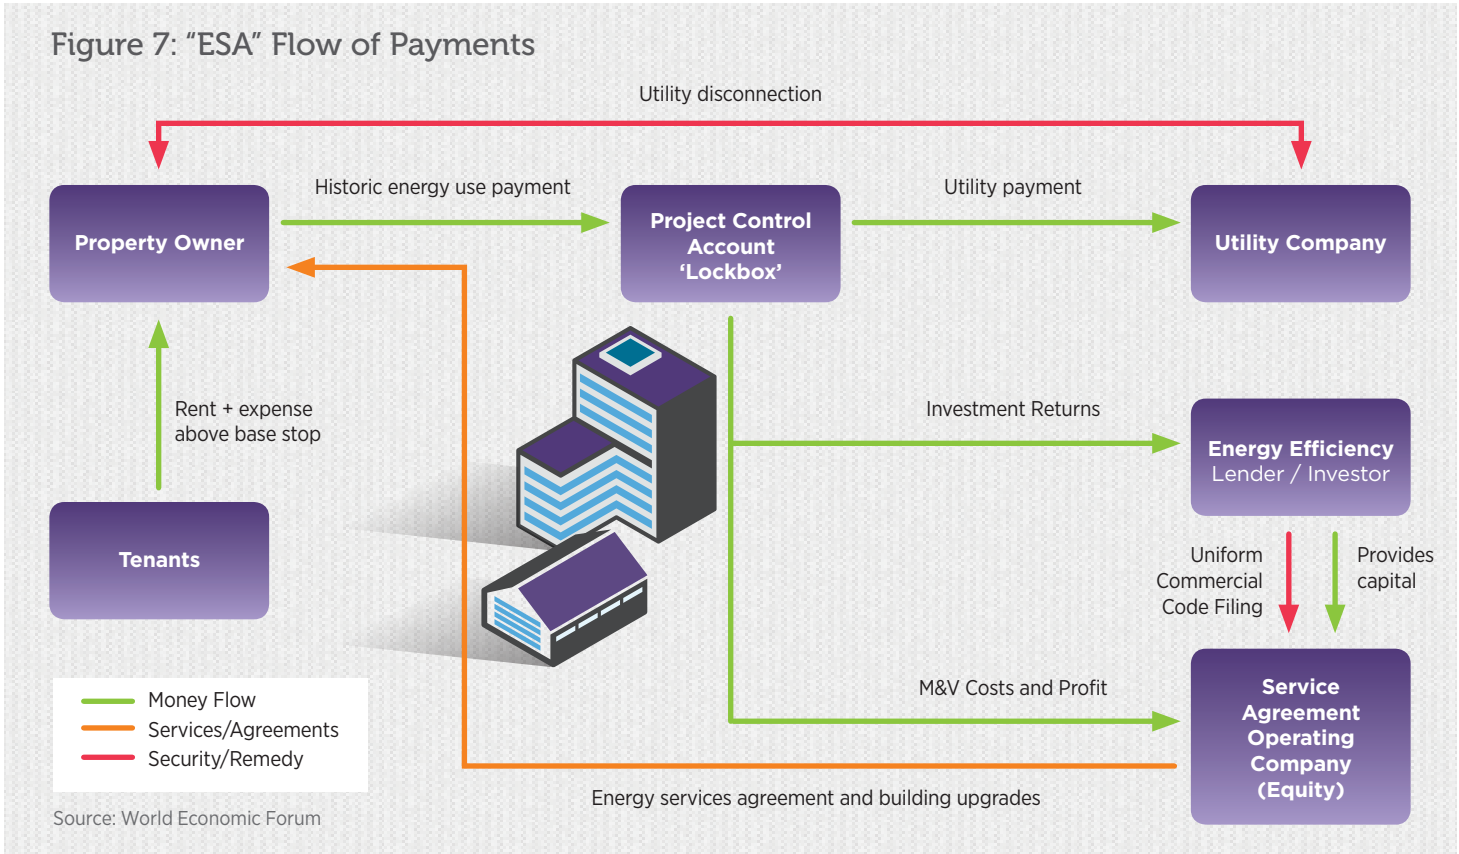 Figure 7: “ESA” Flow of Payments
Utility disconnection
Historic energy use payment
Utility payment
Property Owner
Project Control
Account
‘Lockbox’
Utility Company
Rent + expense
above base stop
Investment Returns
Energy Efficiency
Lender / Investor
Tenants
Uniform
Commercial
Code Filing
Provides
capital
M&V Costs and Profit
Service
Agreement
Operating
Company
(Equity)
Money Flow
Services/Agreements
Security/Remedy
Energy services agreement and building upgrades
Source: World Economic Forum